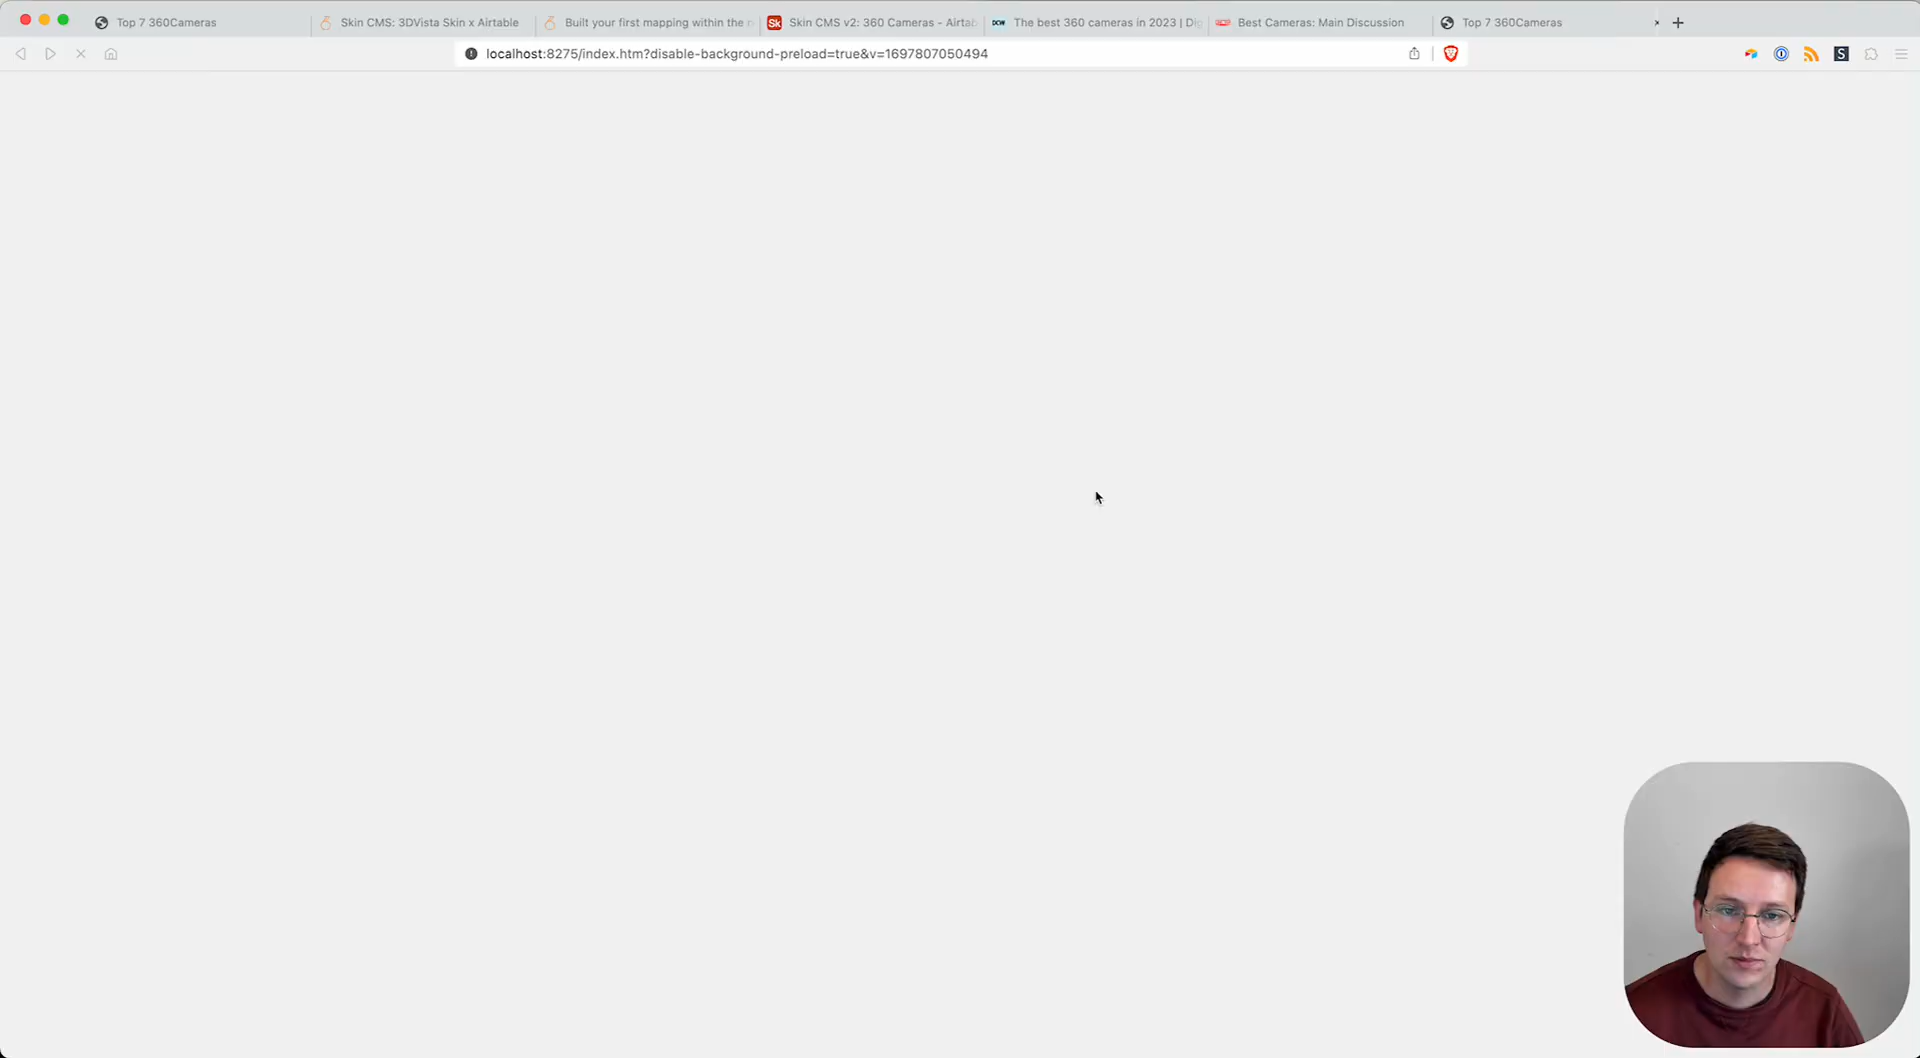 Top 7 360Cameras
Skin CMS: 3DVista Skin x Airtable
Built your first mapping within the
Sk
Skin CMS v2: 360 Cameras - Airtab
DCW
The best 360 cameras in 2023 | Di
Best Cameras: Main Discussion
Top 7 360Cameras
localhost:8275/index.htm?disable-background-preload=true&v=1697807050494
S